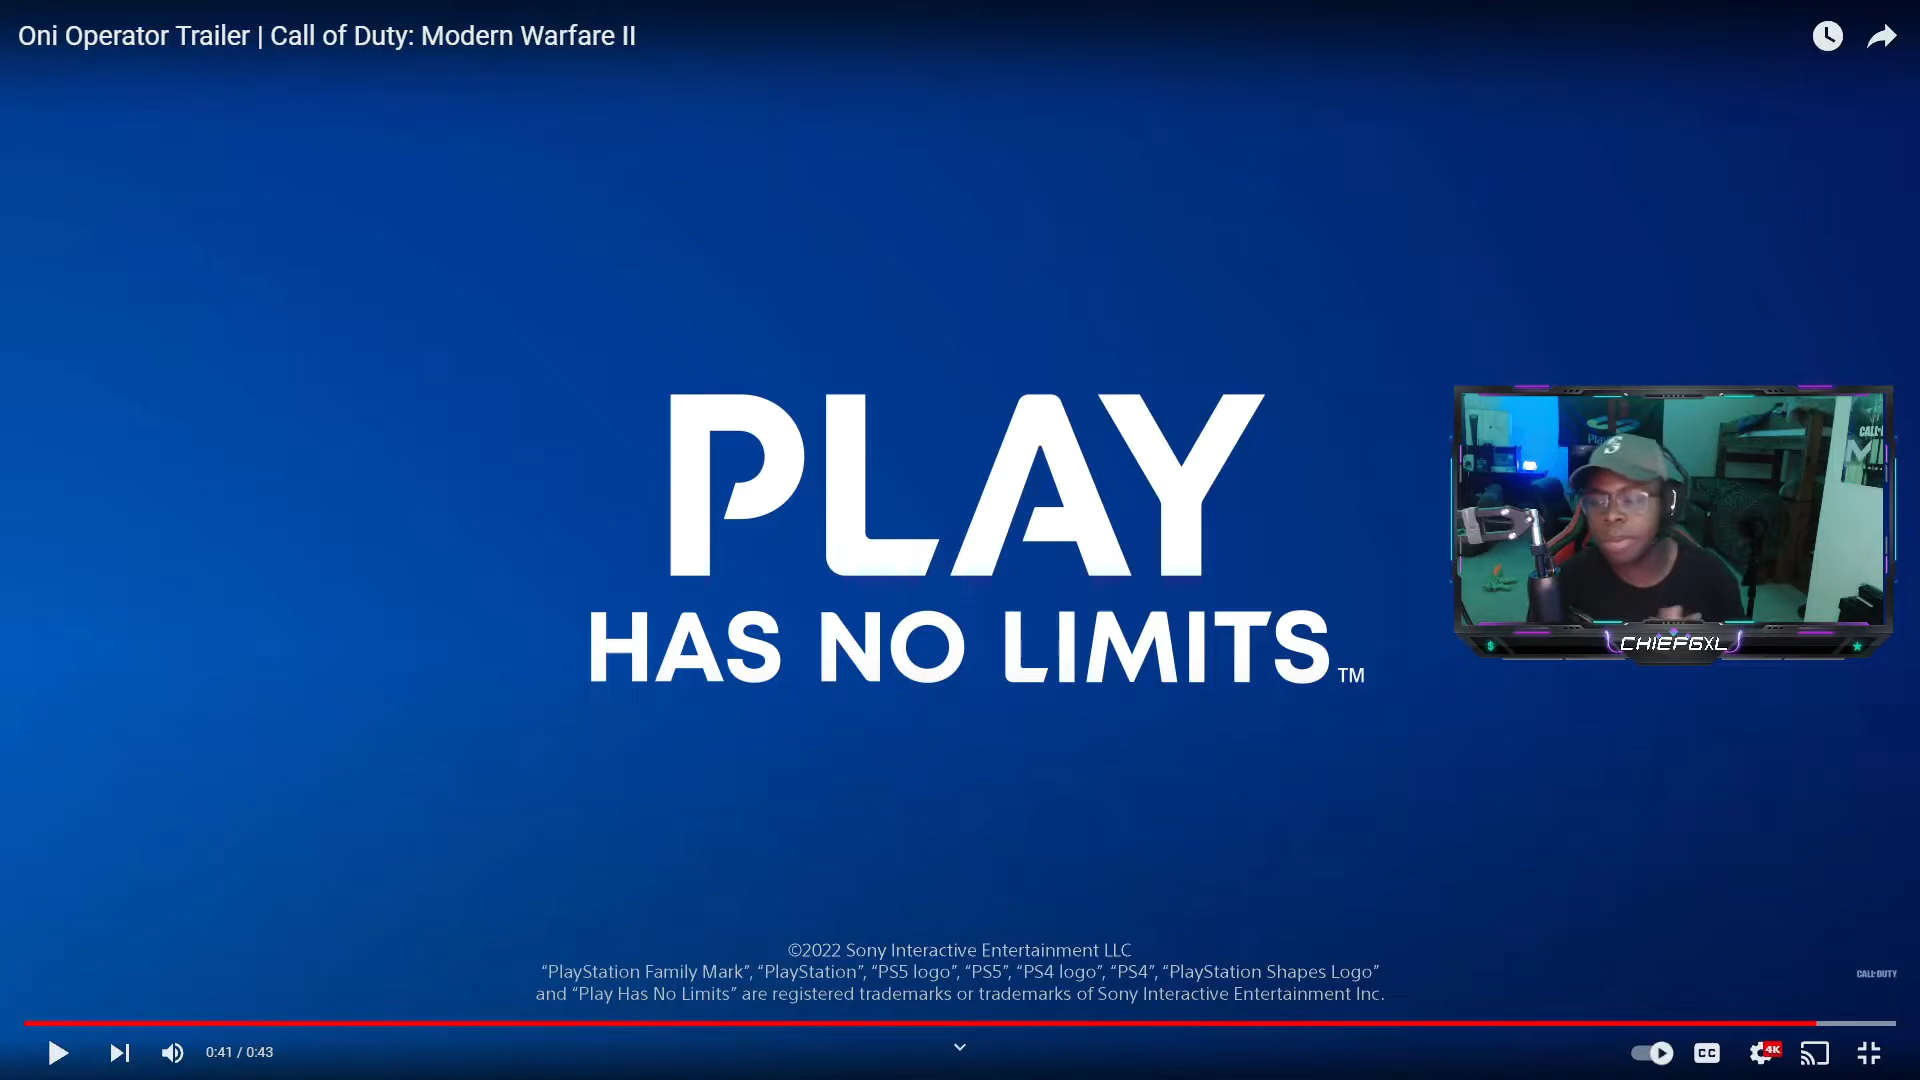 Oni Operator Trailer | Call of Duty: Modern Warfare II
PLAY
HAS NO LIMITS™
CHIEFGXL
©2022 Sony Interactive Entertainment LLC
“PlayStation Family Mark”, “PlayStation”, “PS5 logo”, “PS5”, “PS4 logo”, “PS4”, “PlayStation Shapes Logo”
and “Play Has No Limits” are registered trademarks or trademarks of Sony Interactive Entertainment Inc.
CALL·DUTY
0:41 / 0:43
CC
4K